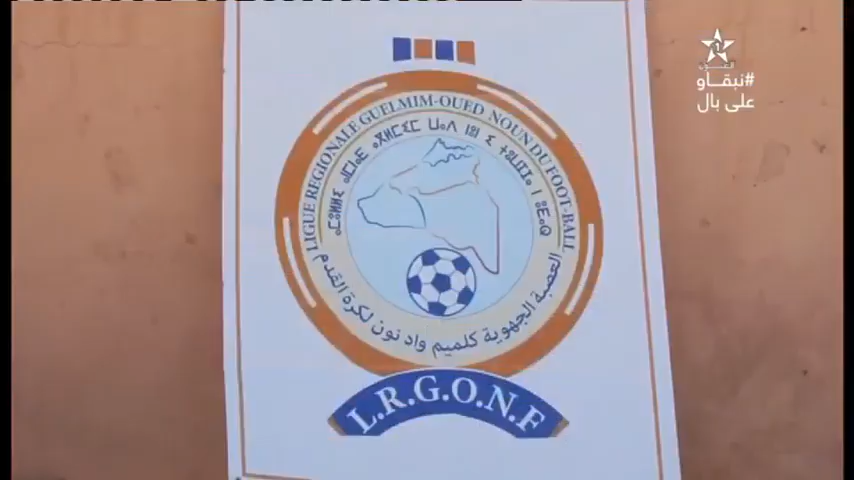 #نبقاو
على بال
LIGUE REGIONALE GUELMIM-OUED NOUN DU FOOT-BALL
العصبة الجهوية كلميم واد نون لكرة القدم
L.R.G.O.N.F